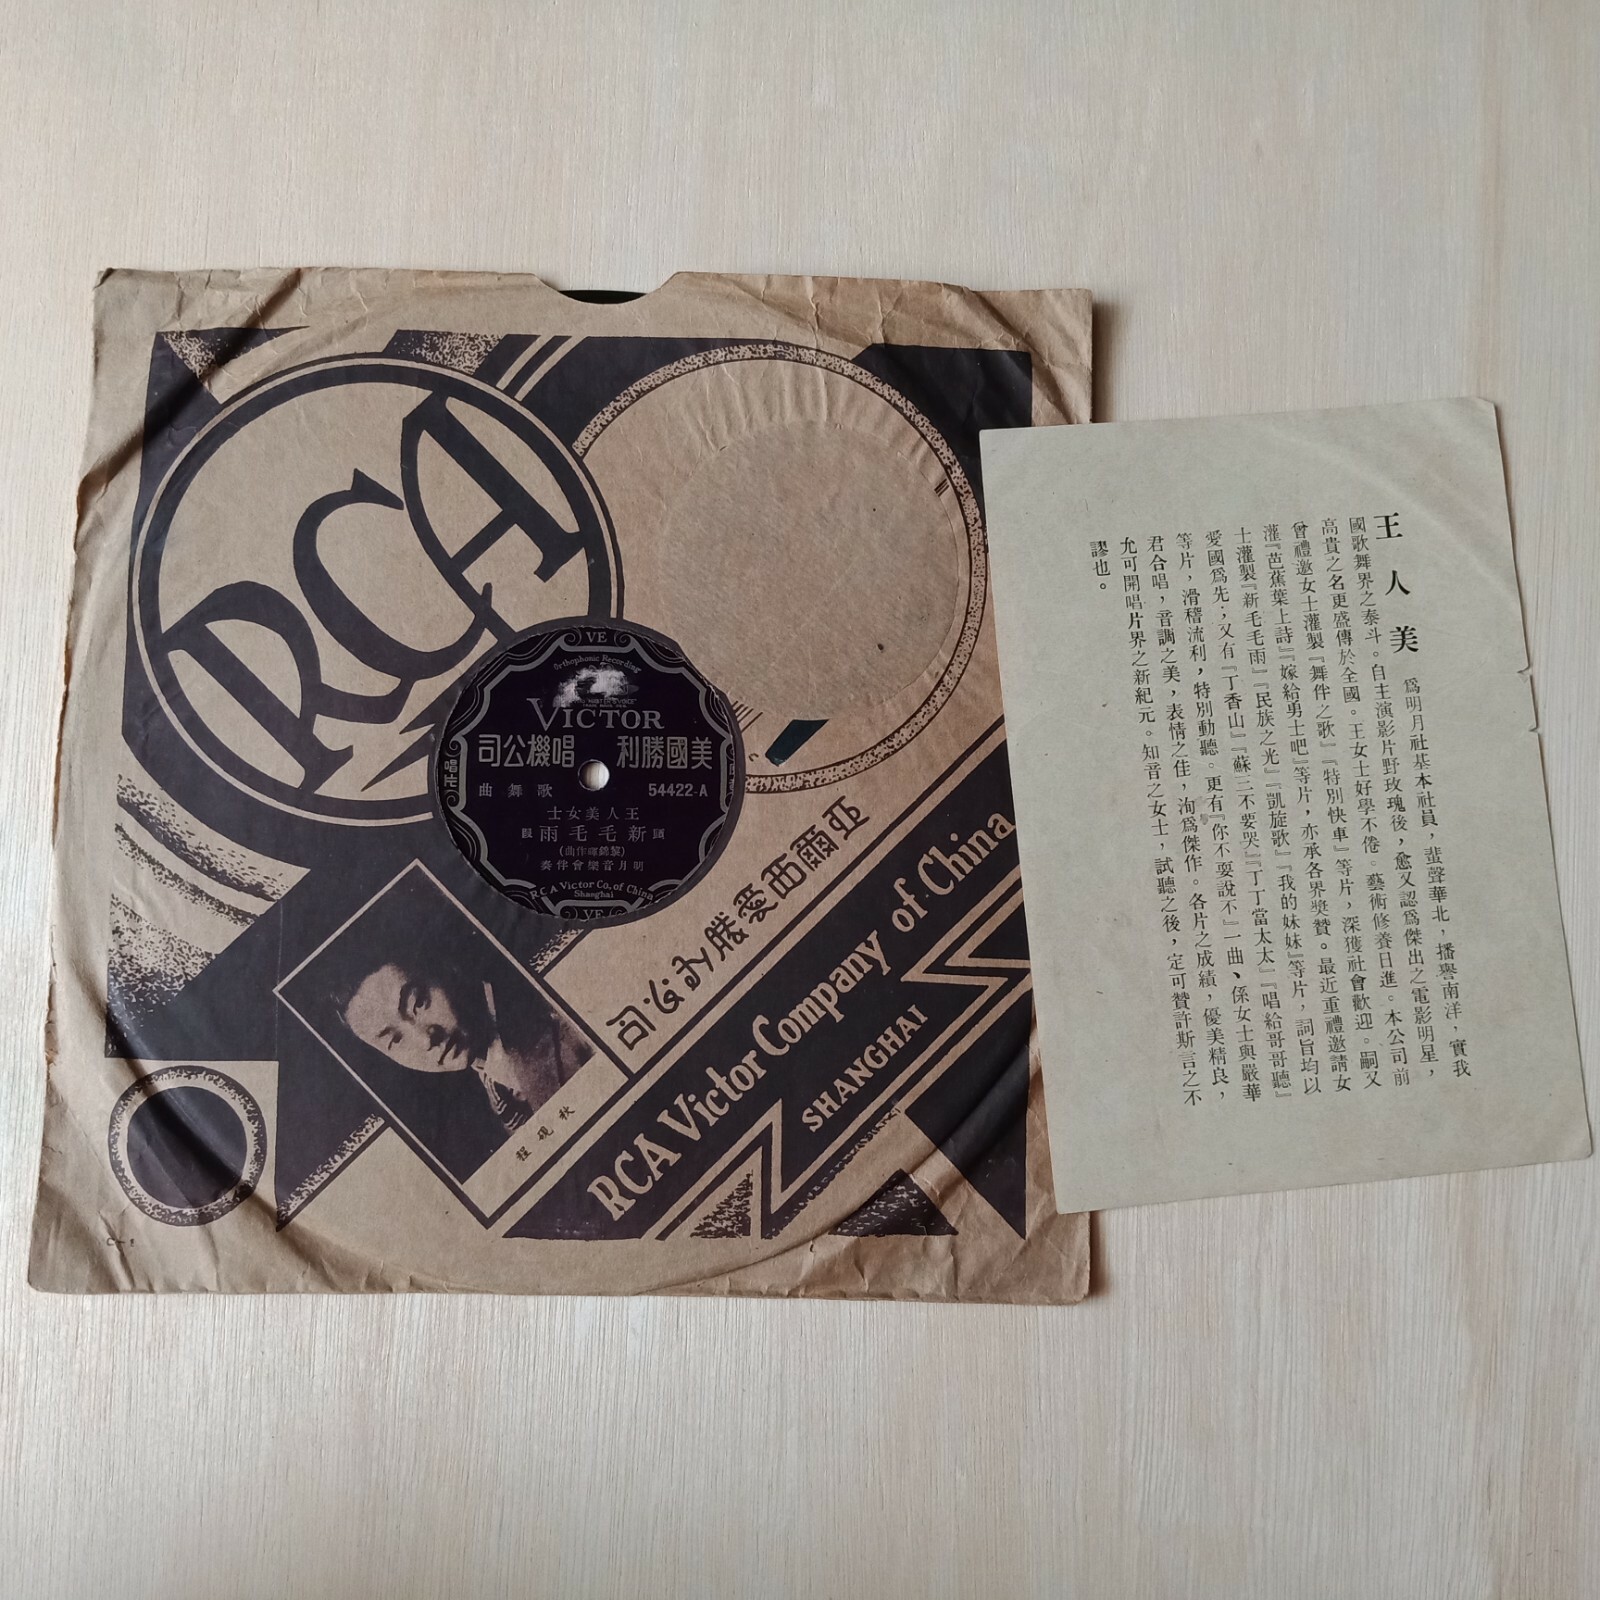 RCA
VE
Orthophonic Recording
VICTOR
美國勝利唱機公司
54422-A
歌舞曲
王人美女士
國新毛毛雨語
(黎錦暉作曲)
明月音樂會伴奏
RCA Victor Co. of China
Shanghai
VE
唱片
亞爾西愛勝利公司
RCA Victor Company of China
SHANGHAI
程硯秋
王人美
為明月社基本社員，蜚聲華北，播譽南洋，實我
國歌舞界之泰斗。自主演影片野玫瑰後，愈又認為傑出之電影明星，
高貴之名更盛傳於全國。王女士好學不倦。藝術修養日進。本公司前
曾禮邀女士灌製『舞伴之歌』『特別快車』等片，深獲社會歡迎。嗣又
灌『芭蕉葉上詩』『嫁給男士吧』等片，亦承各界奬贊。最近重禮邀請女
士灌製『新毛毛雨』『民族之光』『凱旋歌』『我的妹妹』等片，詞旨均以
愛國為先；又有『丁香山』『蘇三不要哭』『丁丁當太太』『唱給哥哥聽』
等片，滑稽流利，特別動聽。更有『你不要說不』一曲、係女士與嚴華
君合唱，音調之美，表情之佳，洵為傑作。各片之成績，優美精良，
允可開唱片界之新紀元。知音之女士，試聽之後，定可贊許斯言之不
謬也。